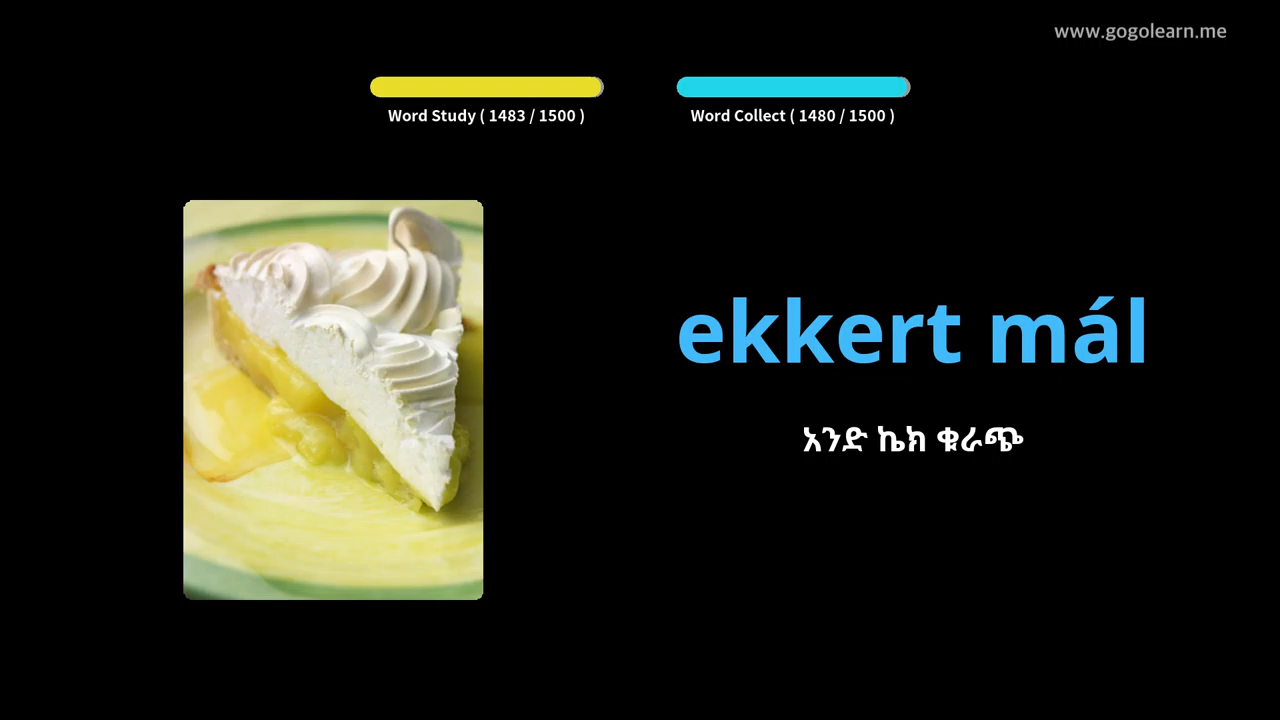 www.gogolearn.me
Word Study ( 1483 / 1500 )
Word Collect ( 1480 / 1500 )
ekkert mál
አንድ ኬክ ቁራጭ